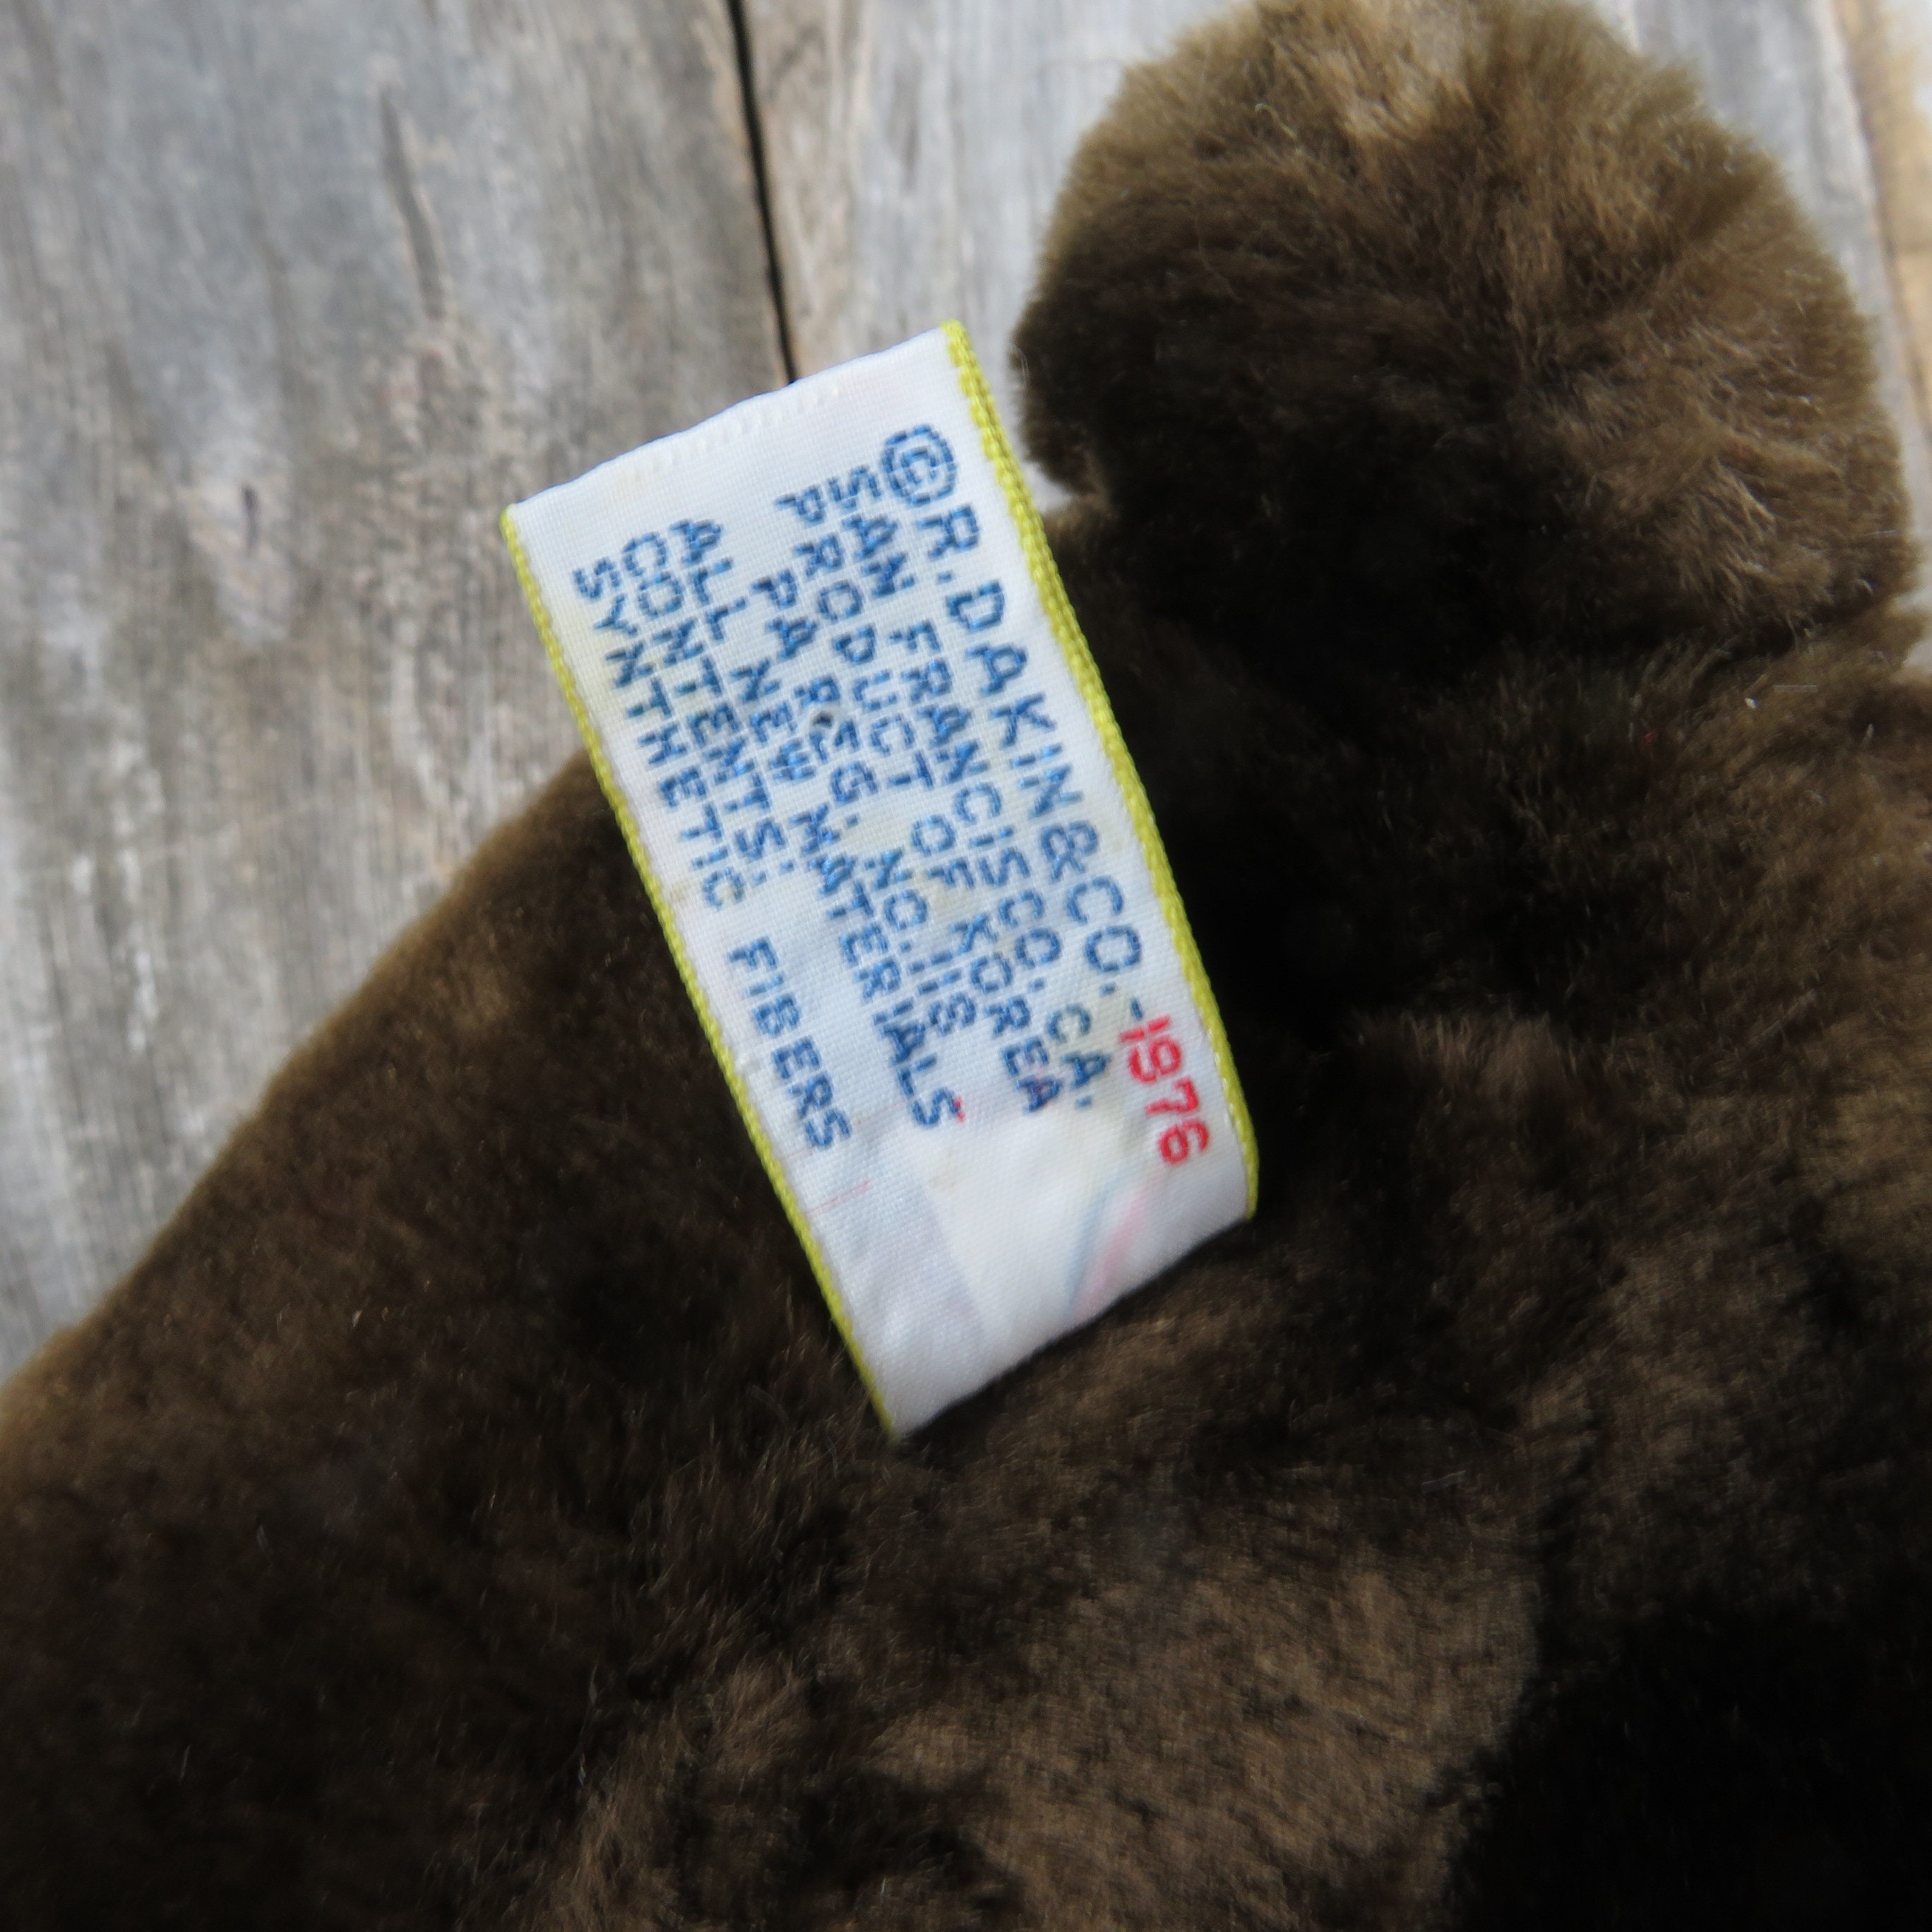 ©R. DAKIN & CO. - 1976
SAN FRANCISCO, CA.
PRODUCT OF KOREA
PA REG. NO. 115
ALL NEW MATERIALS
CONTENTS:
SYNTHETIC FIBERS